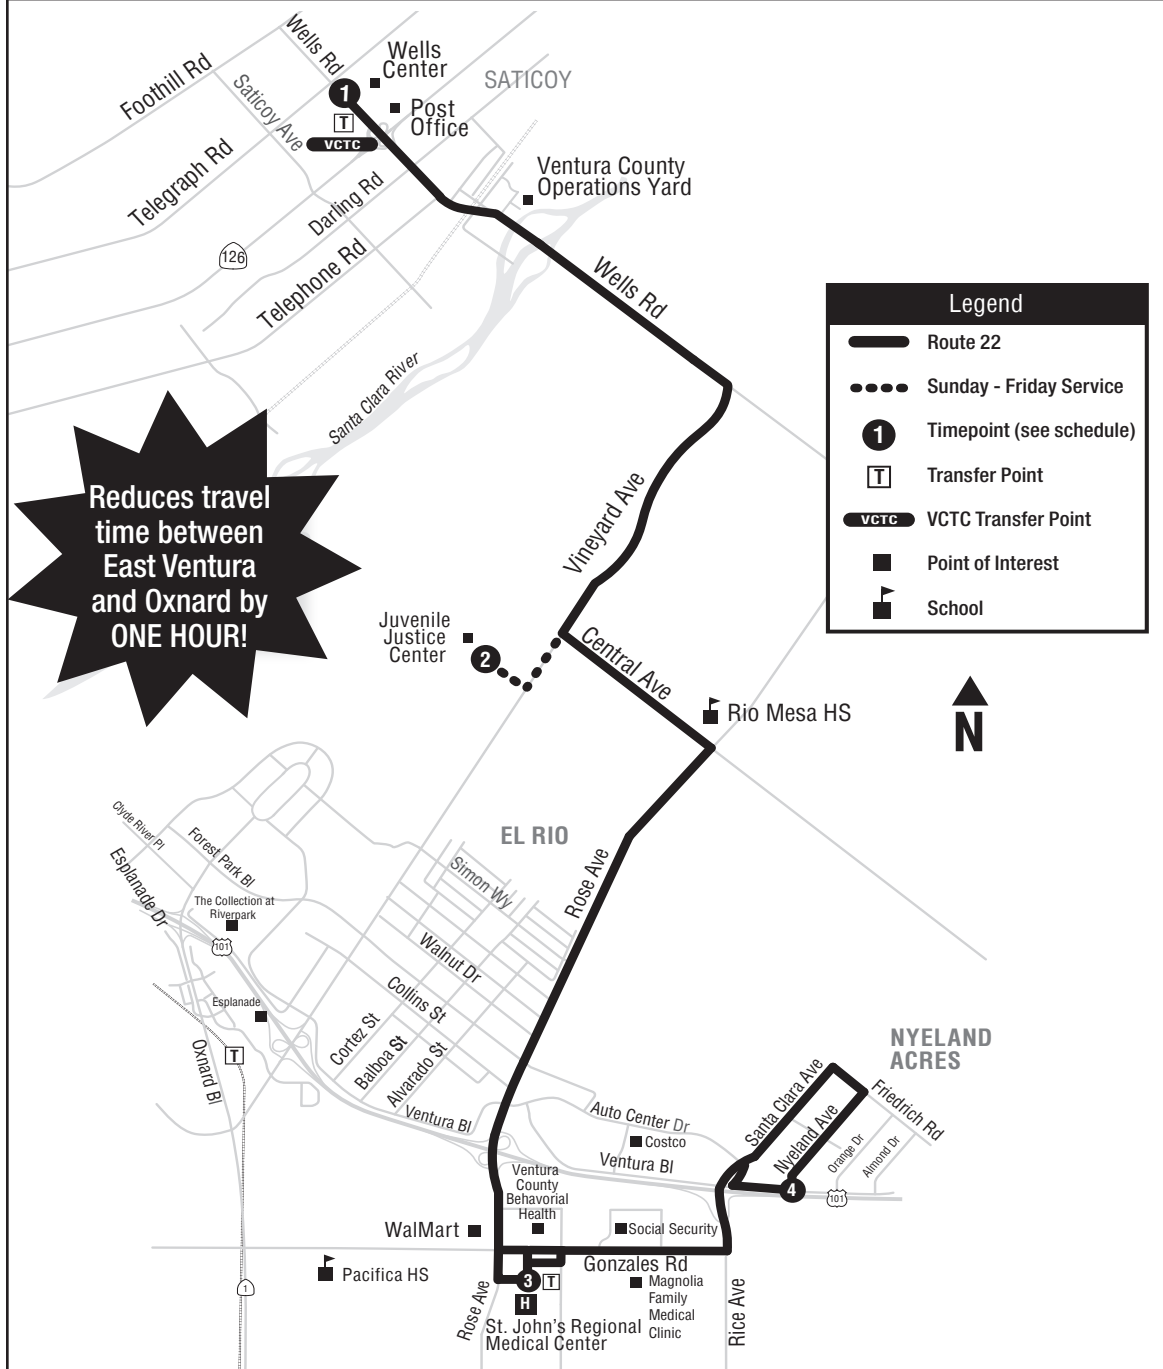 Wells Rd
Wells
Center
SATICOY
Foothill Rd
Saticoy Ave
1
T
VCTC
Post
Office
Telegraph Rd
Darling Rd
Ventura County
Operations Yard
126
Telephone Rd
Wells Rd
Santa Clara River
Legend
Route 22
Sunday - Friday Service
1
Timepoint (see schedule)
T
Transfer Point
VCTC
VCTC Transfer Point
Point of Interest
School
Reduces travel
time between
East Ventura
and Oxnard by
ONE HOUR!
Vineyard Ave
Juvenile
Justice
Center
2
Central Ave
Rio Mesa HS
N
EL RIO
Clyde River Pl
Forest Park Bl
Esplanade Dr
The Collection at
Riverpark
101
Simon Wy
Rose Ave
Walnut Dr
Collins St
Esplanade
Cortez St
Balboa St
Alvarado St
T
Oxnard Bl
Ventura Bl
NYELAND
ACRES
Santa Clara Ave
Friedrich Rd
Nyeland Ave
Orange Dr
Almond Dr
Auto Center Dr
Costco
Ventura Bl
4
101
Ventura
County
Behavorial
Health
WalMart
Social Security
Gonzales Rd
Pacifica HS
1
Rose Ave
3
T
H
St. John's Regional
Medical Center
Magnolia
Family
Medical
Clinic
Rice Ave